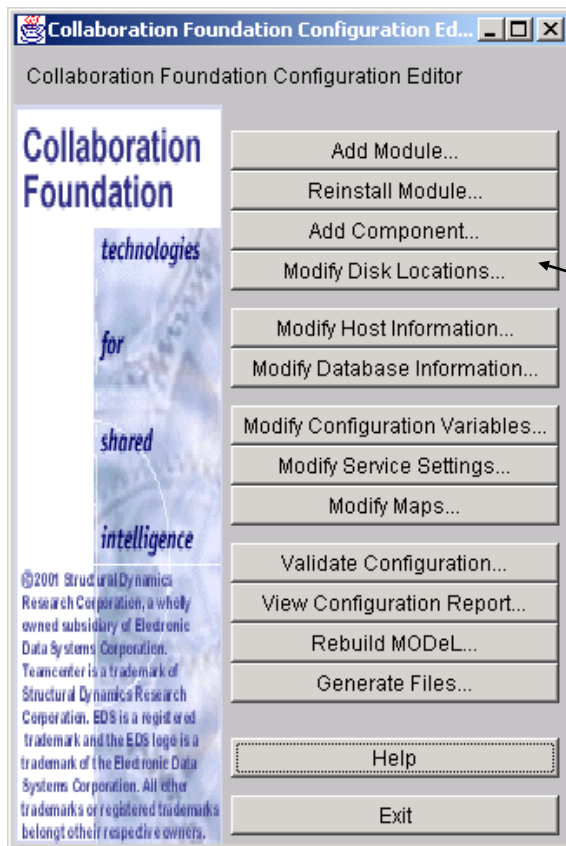 Collaboration Foundation Configuration Ed...
Collaboration Foundation Configuration Editor
Collaboration
Foundation
technologies
for
shared
intelligence
©2001 Structural Dynamics
Research Corporation, a wholly
owned subsidiary of Electronic
Data Systems Corporation.
Teamcenter is a trademark of
Structural Dynamics Research
Corporation. EDS is a registered
trademark and the EDS logo is a
trademark of the Electronic Data
Systems Corporation. All other
trademarks or registered trademarks
belongt otheir respedive owners.
Add Module...
Reinstall Module...
Add Component...
Modify Disk Locations...
Modify Host Information...
Modify Database Information...
Modify Configuration Variables...
Modify Service Settings...
Modify Maps...
Validate Configuration...
View Configuration Report...
Rebuild MODeL...
Generate Files...
Help
Exit